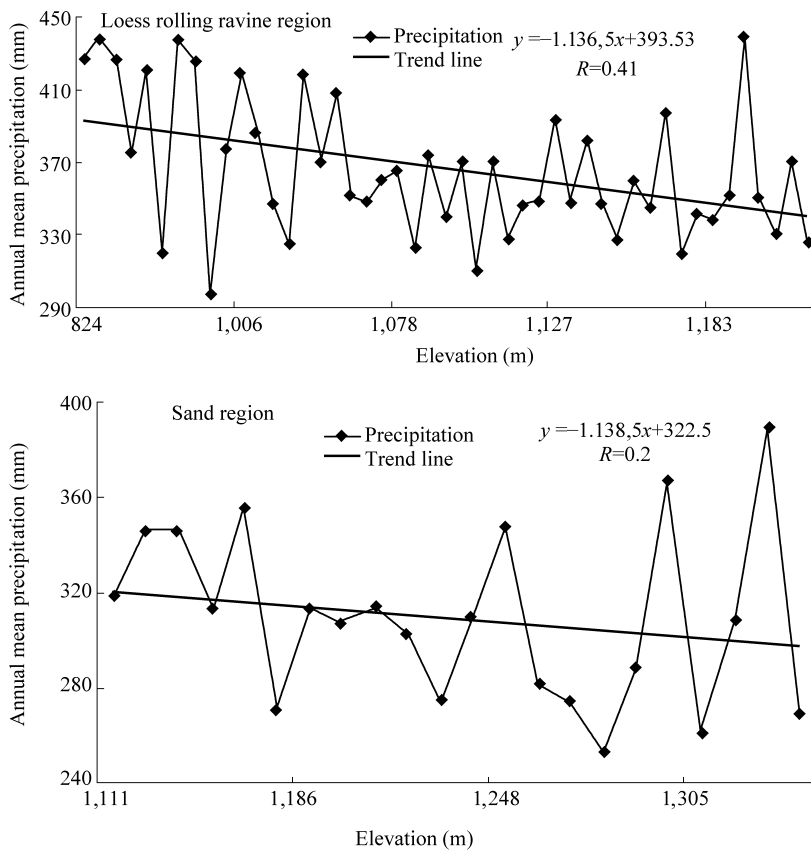 Loess rolling ravine region
Precipitation
Trend line
y =–1.136,5x+393.53
R=0.41
Annual mean precipitation (mm)
450
410
370
330
290
824
1,006
1,078
1,127
1,183
Elevation (m)
Sand region
Precipitation
Trend line
y =–1.138,5x+322.5
R=0.2
Annual mean precipitation (mm)
400
360
320
280
240
1,111
1,186
1,248
1,305
Elevation (m)